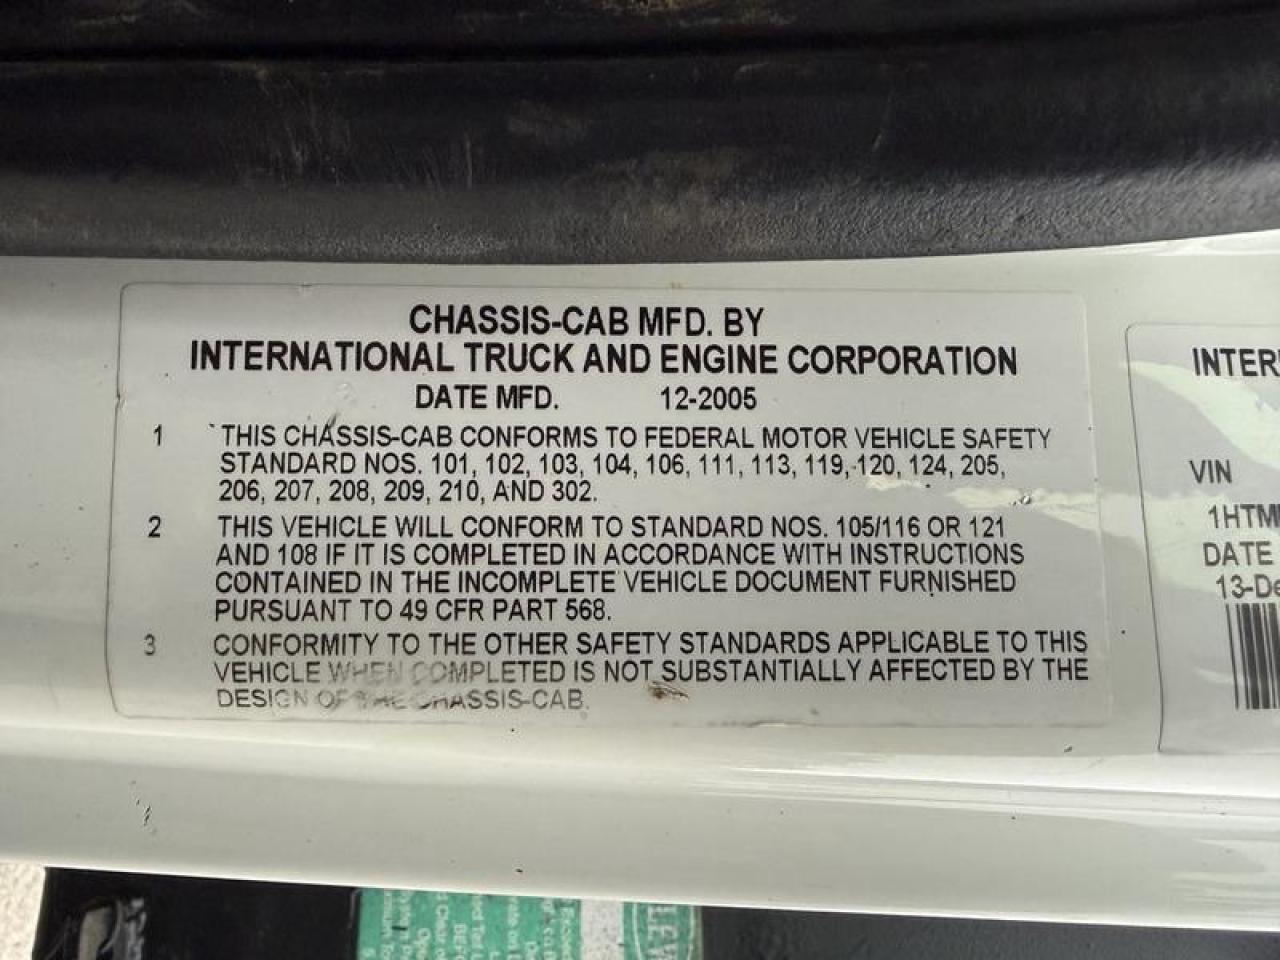 CHASSIS-CAB MFD. BY
INTERNATIONAL TRUCK AND ENGINE CORPORATION
DATE MFD. 12-2005
1 THIS CHASSIS-CAB CONFORMS TO FEDERAL MOTOR VEHICLE SAFETY
STANDARD NOS. 101, 102, 103, 104, 106, 111, 113, 119, 120, 124, 205,
206, 207, 208, 209, 210, AND 302.
2 THIS VEHICLE WILL CONFORM TO STANDARD NOS. 105/116 OR 121
AND 108 IF IT IS COMPLETED IN ACCORDANCE WITH INSTRUCTIONS
CONTAINED IN THE INCOMPLETE VEHICLE DOCUMENT FURNISHED
PURSUANT TO 49 CFR PART 568.
3 CONFORMITY TO THE OTHER SAFETY STANDARDS APPLICABLE TO THIS
VEHICLE WHEN COMPLETED IS NOT SUBSTANTIALLY AFFECTED BY THE
DESIGN OF THE CHASSIS-CAB.
INTER
VIN
1HTM
DATE
13-De